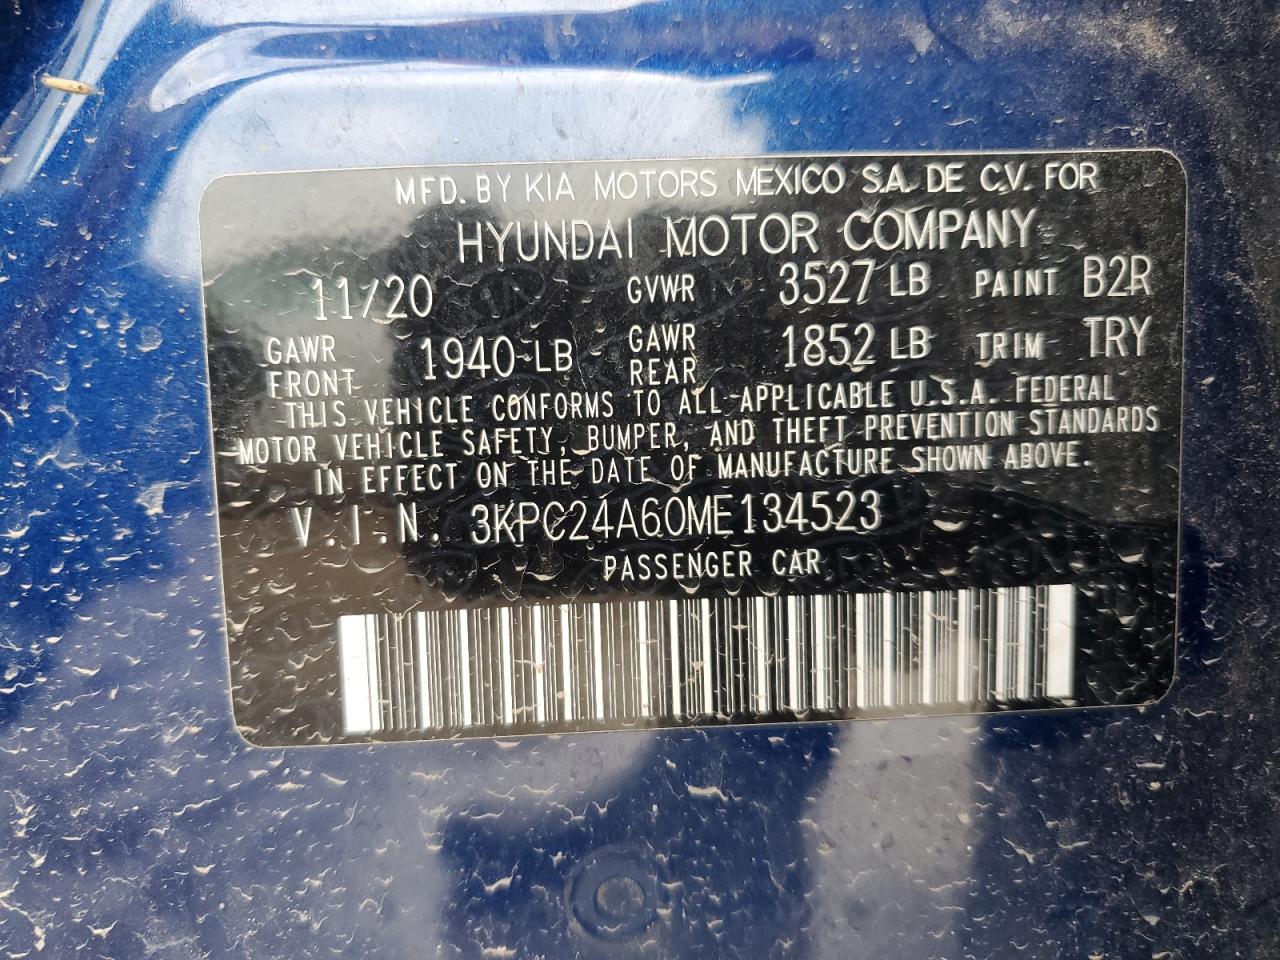 MFD. BY KIA MOTORS MEXICO S.A. DE C.V. FOR
HYUNDAI MOTOR COMPANY
11/20 GVWR 3527 LB PAINT B2R
GAWR FRONT 1940 LB GAWR REAR 1852 LB TRIM TRY
THIS VEHICLE CONFORMS TO ALL APPLICABLE U.S.A. FEDERAL
MOTOR VEHICLE SAFETY, BUMPER, AND THEFT PREVENTION STANDARDS
IN EFFECT ON THE DATE OF MANUFACTURE SHOWN ABOVE.
V.I.N. 3KPC24A60ME134523
PASSENGER CAR